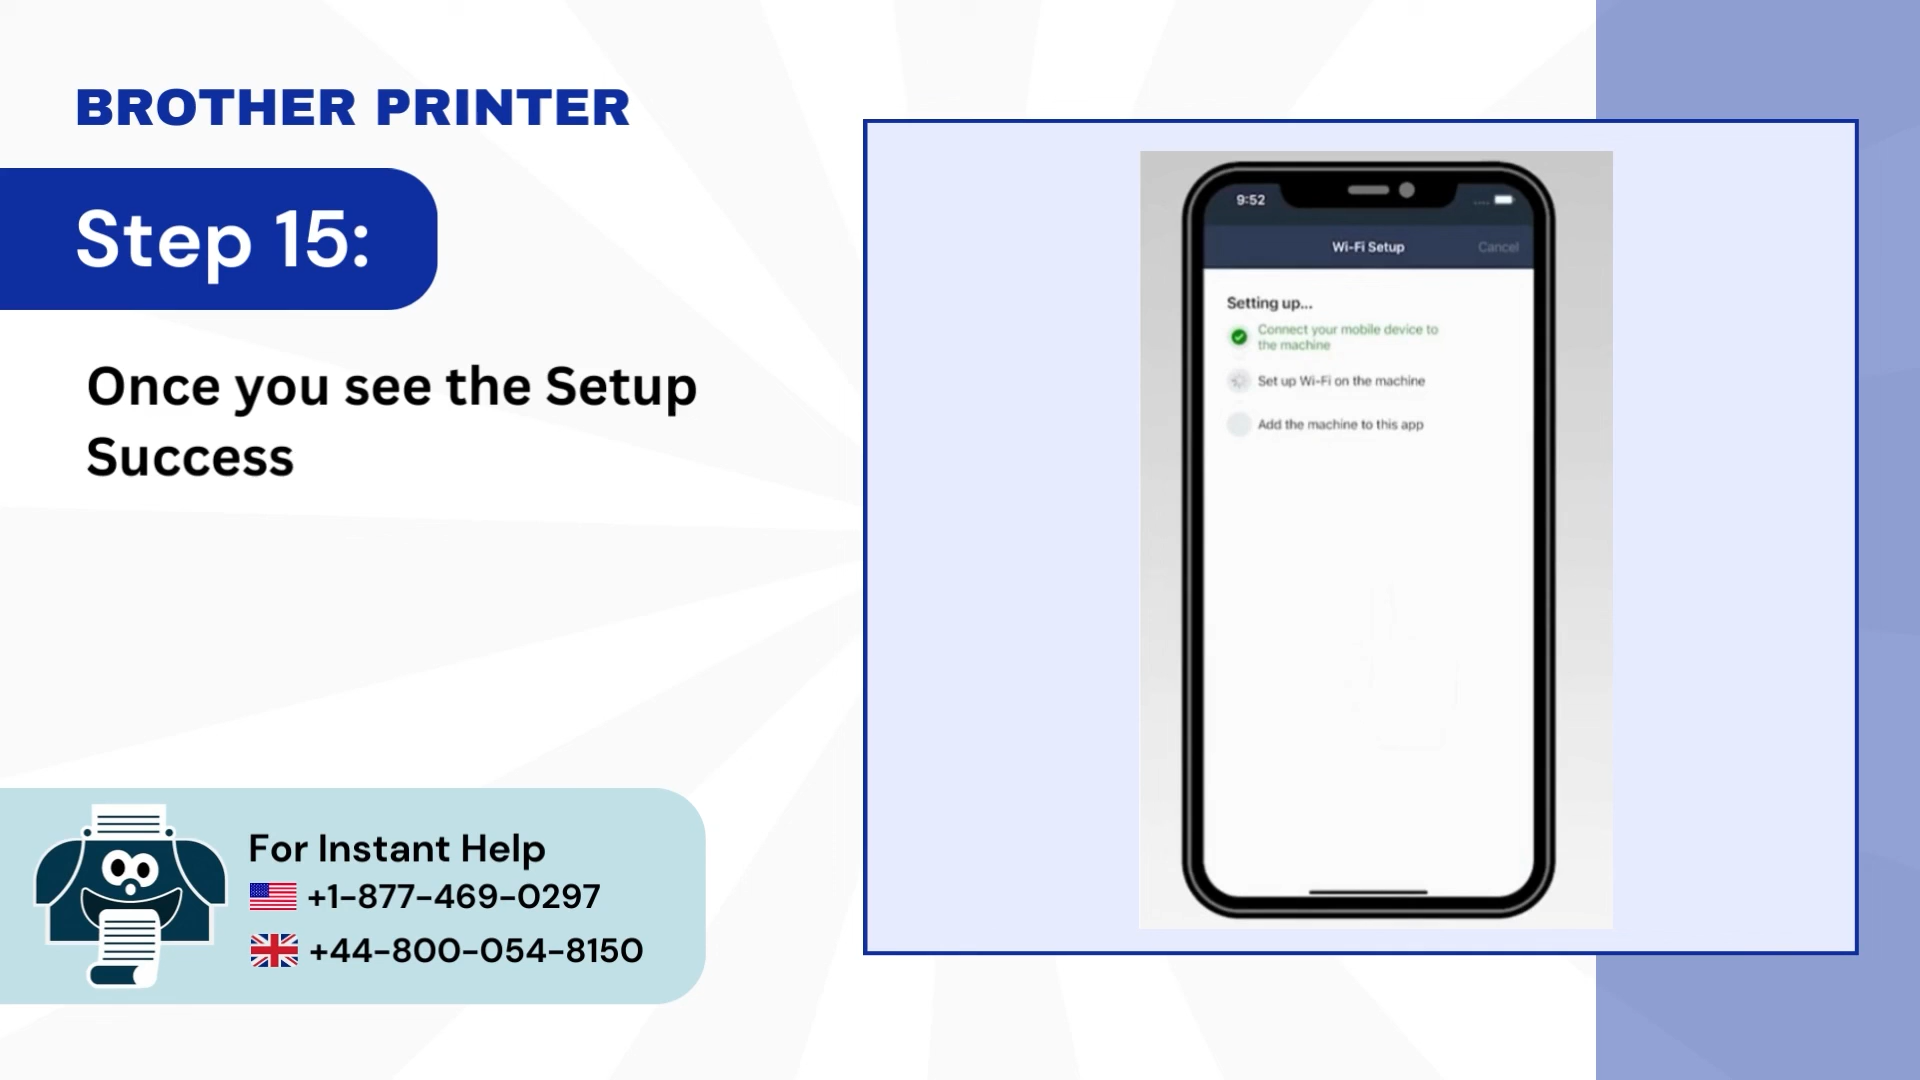 BROTHER PRINTER
Step 15:
Once you see the Setup
Success
9:52
Wi-Fi Setup
Cancel
Setting up...
Connect your mobile device to
the machine
Set up Wi-Fi on the machine
Add the machine to this app
For Instant Help
+1-877-469-0297
+44-800-054-8150